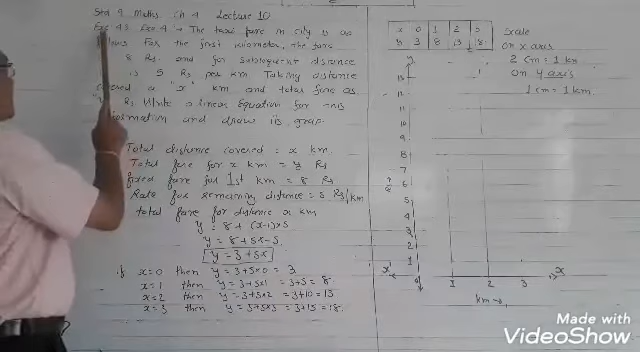 Std 9 Maths Ch 4 Lecture 10
4.3 Exe 4 → The taxi fare in city is as
For the first kilometer, the fare
8 Rs. and for subsequent distance
is 5 Rs per km Taking distance
covered as x km and total fare as
Rs Write a linear Equation for this
formation and draw its grap
Total distance covered = x km
Total fare for x km = y Rs
fixed fare for 1st km = 8 Rs
Rate for remaining distance = 5 Rs/km
total fare for distance x km
y = 8 + (x-1)×5
y = 8+5x-5
y = 3+5x
if x=0 then y = 3+5×0 = 3
x=1 then y = 3+5×1 = 3+5 = 8
x=2 then y = 3+5×2 = 3+10 = 13
x=3 then y = 3+5×3 = 3+15 = 18
x 0 1 2 3
y 3 8 13 18
Scale
on x axis
2 cm = 1 km
on y axis
1 cm = 1 km
y
13
12
11
10
9
8
7
6
5
4
3
2
1
x' x
1 2 3
km →
Made with
VideoShow